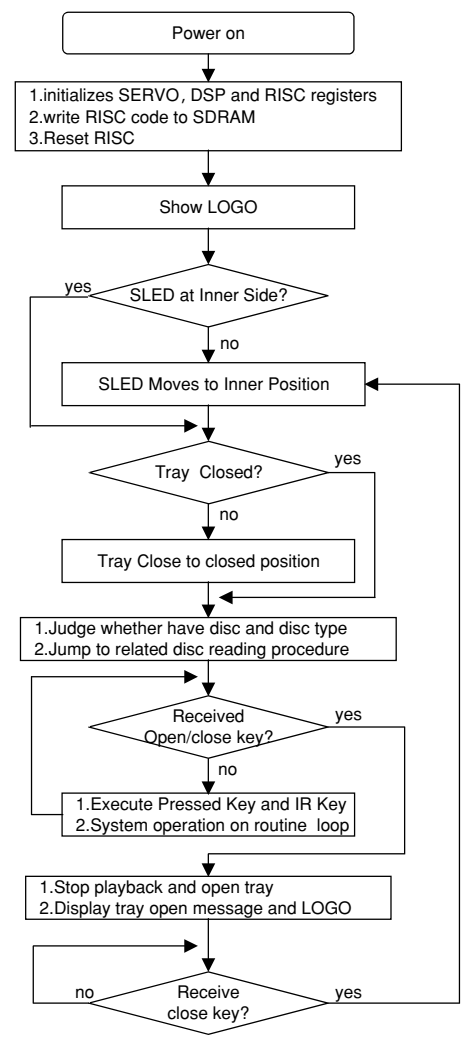 Power on
1.initializes SERVO, DSP and RISC registers
2.write RISC code to SDRAM
3.Reset RISC
Show LOGO
yes
SLED at Inner Side?
no
SLED Moves to Inner Position
Tray Closed?
yes
no
Tray Close to closed position
1.Judge whether have disc and disc type
2.Jump to related disc reading procedure
Received
Open/close key?
yes
no
1.Execute Pressed Key and IR Key
2.System operation on routine loop
1.Stop playback and open tray
2.Display tray open message and LOGO
no
Receive
close key?
yes